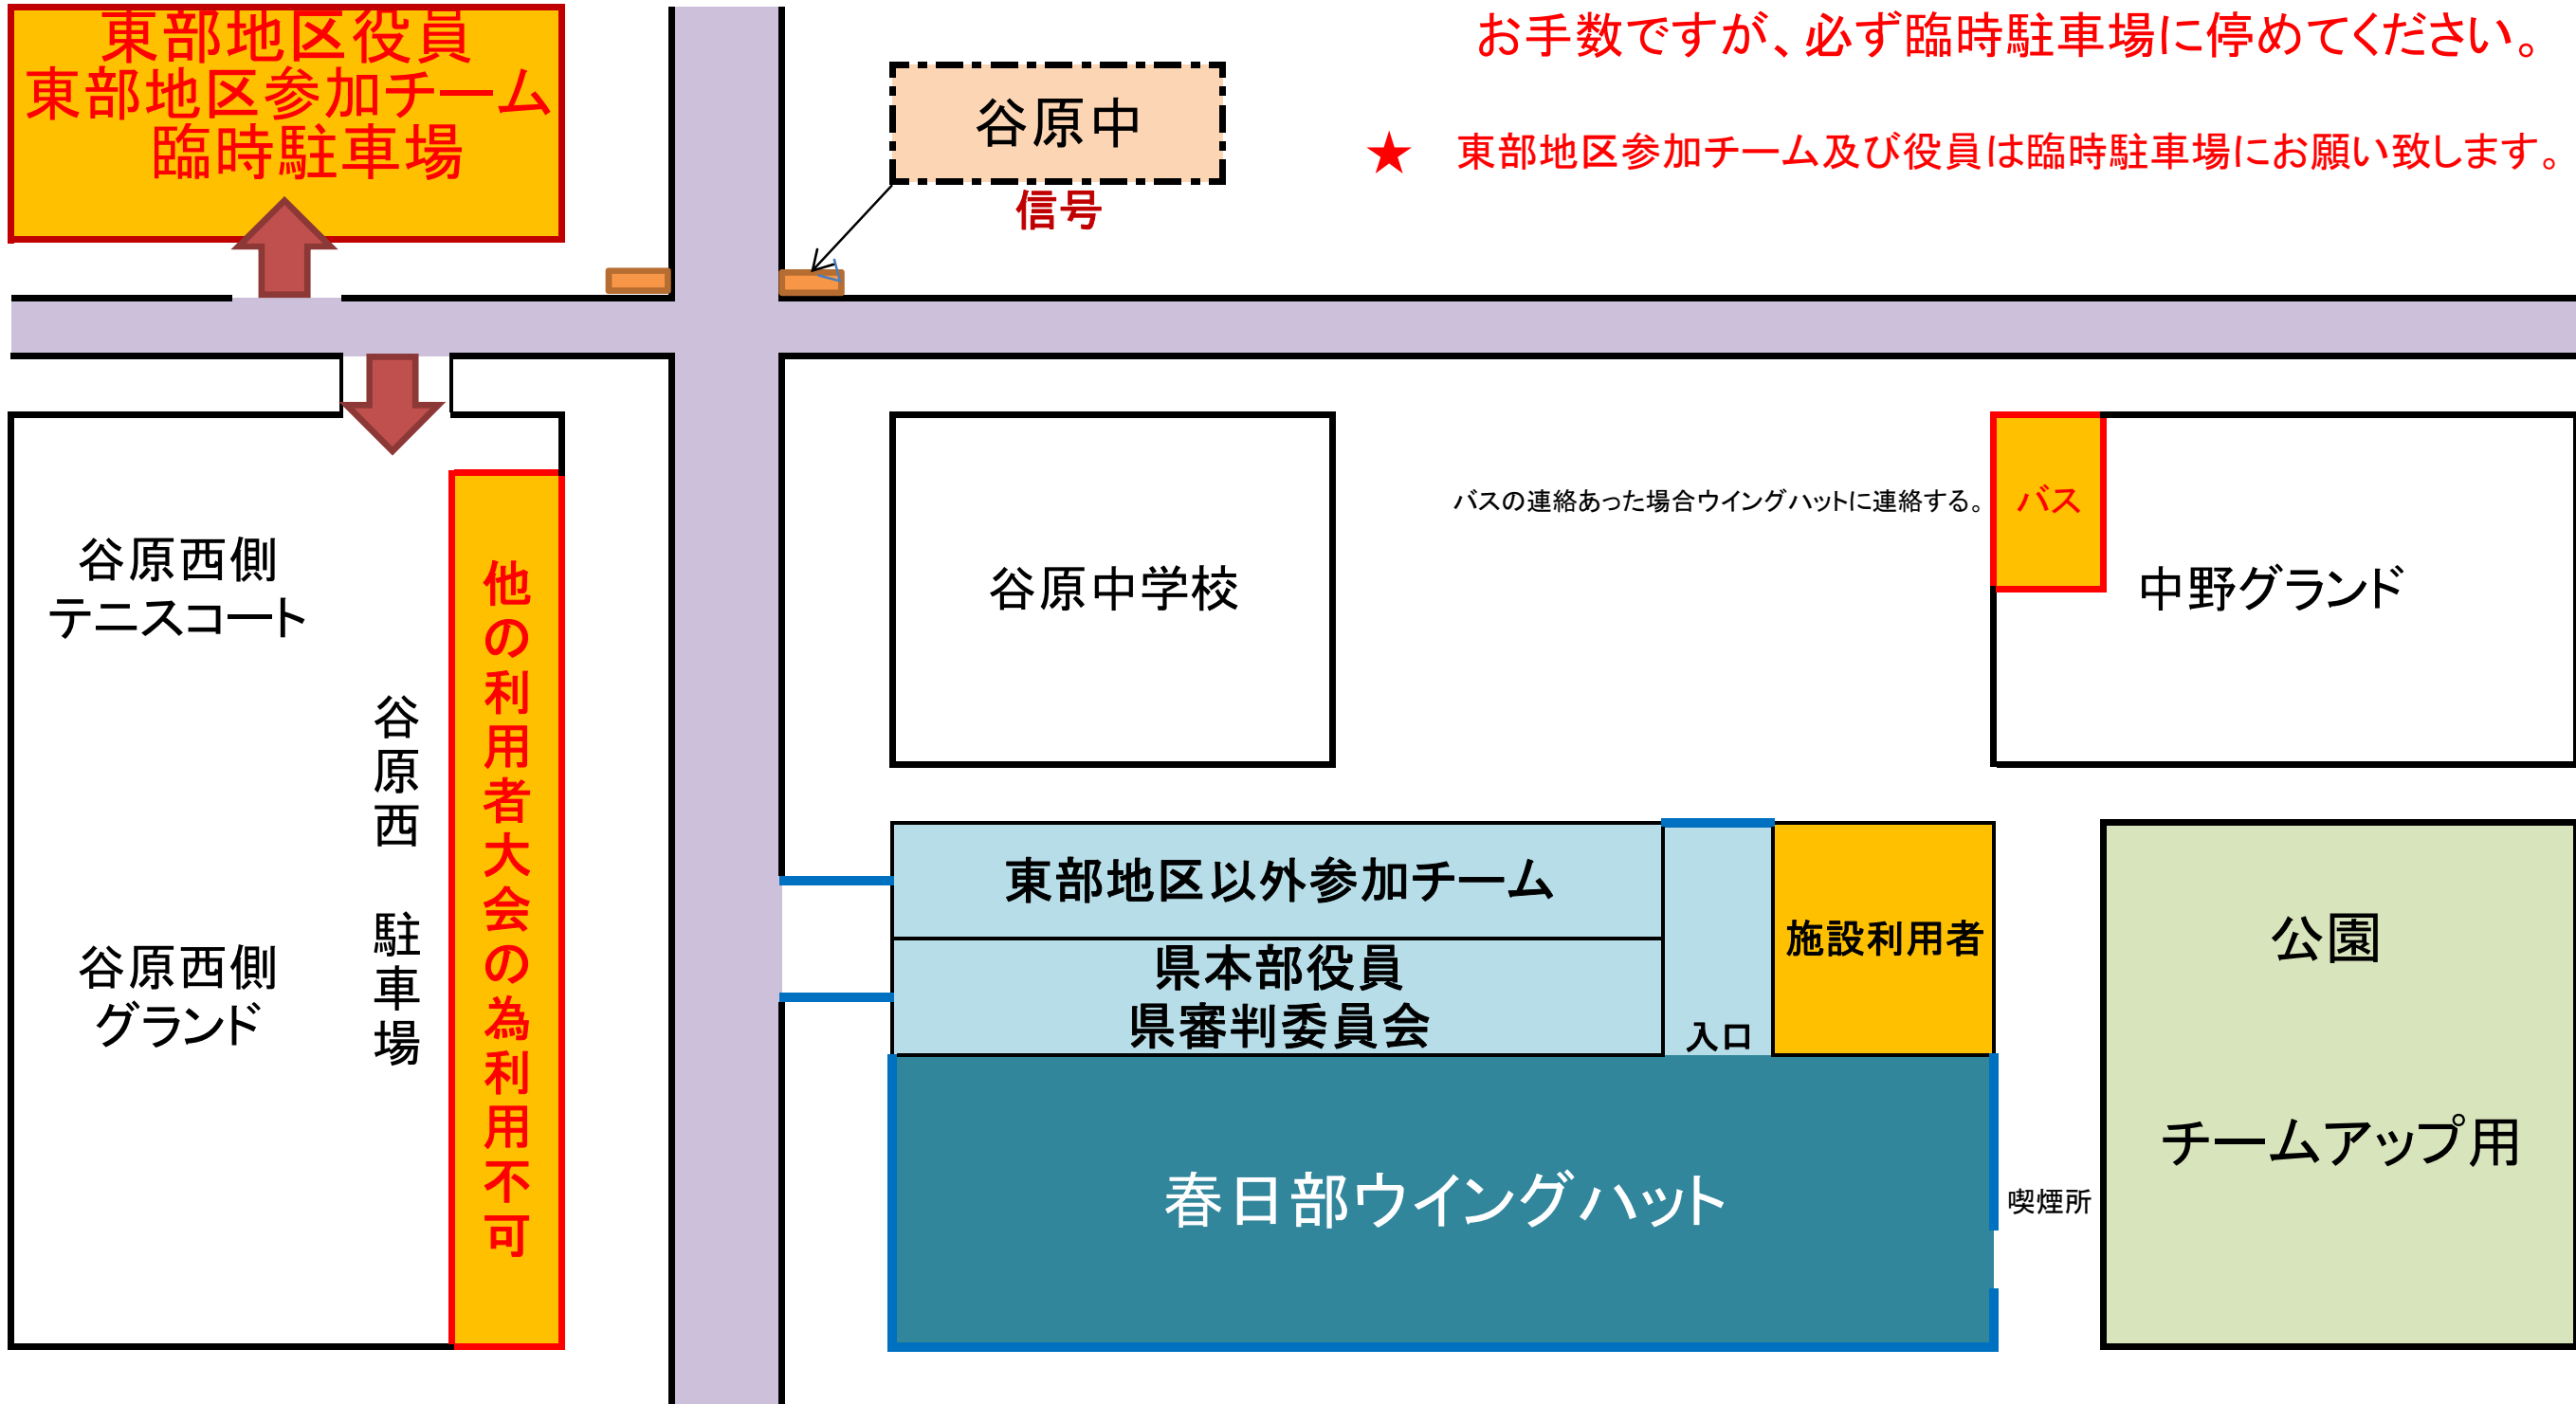 東部地区役員
東部地区参加チーム
臨時駐車場
谷原中
信号
お手数ですが、必ず臨時駐車場に停めてください。
★　東部地区参加チーム及び役員は臨時駐車場にお願い致します。
谷原西側
テニスコート
谷原西側
グランド
谷原西　駐車場
他の利用者大会の為利用不可
谷原中学校
バスの連絡あった場合ウイングハットに連絡する。
バス
中野グランド
東部地区以外参加チーム
県本部役員
県審判委員会
入口
施設利用者
春日部ウイングハット
喫煙所
公園
チームアップ用